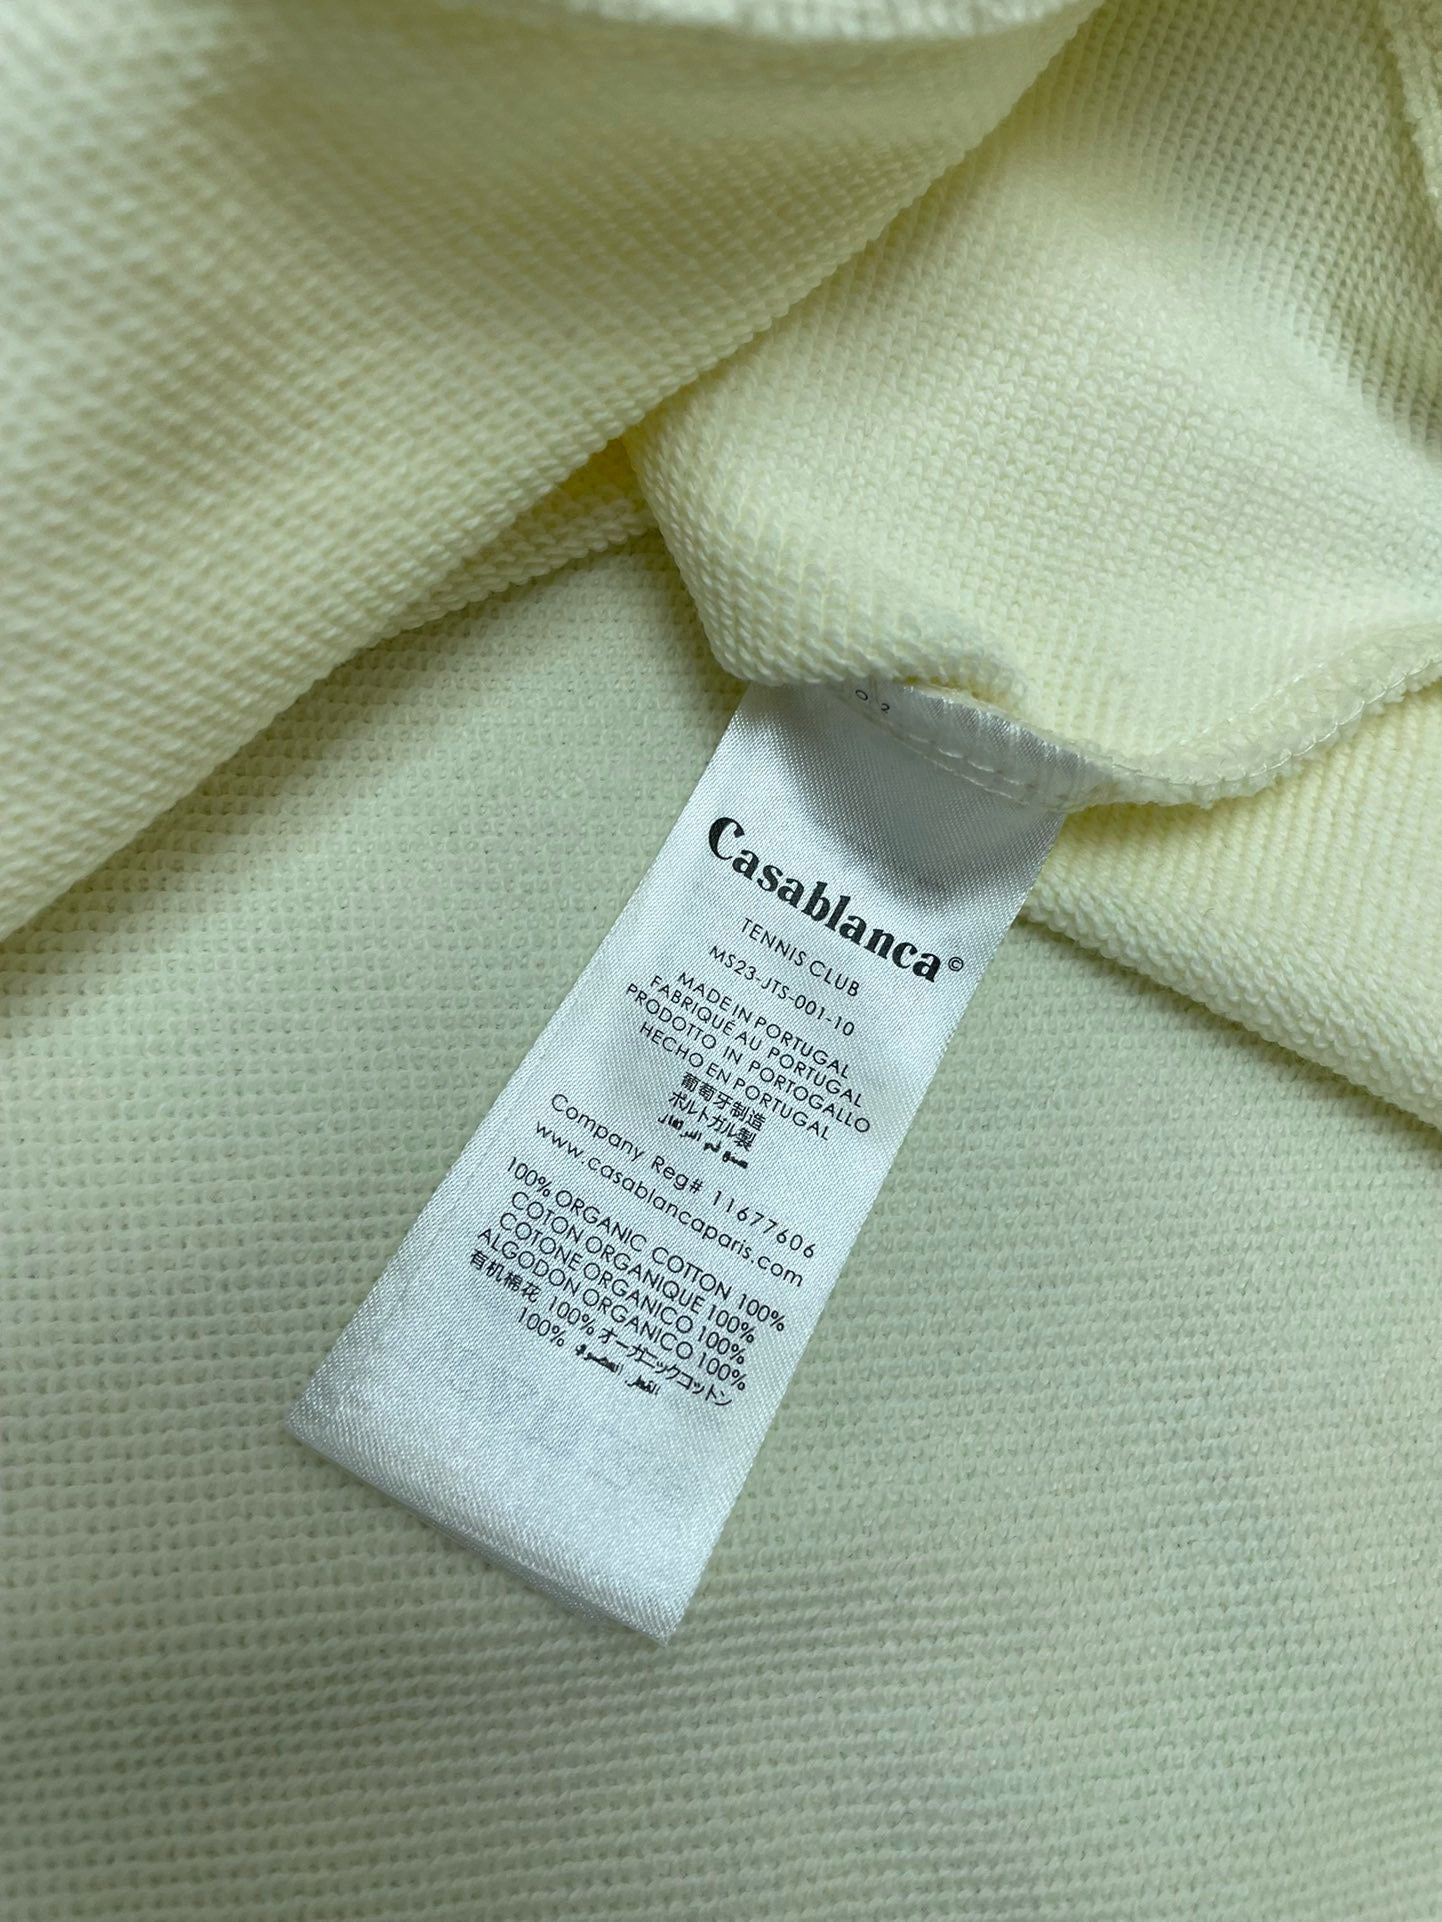 Casablanca©
TENNIS CLUB
MS23-JTS-001-10
MADE IN PORTUGAL
FABRIQUÉ AU PORTUGAL
PRODOTTO IN PORTOGALLO
HECHO EN PORTUGAL
葡萄牙制造
ポルトガル製
Company Reg# 11677606
www.casablancaparis.com
100% ORGANIC COTTON 100%
COTON ORGANIQUE 100%
COTONE ORGANICO 100%
ALGODON ORGANICO 100%
有机棉花 100% オーガニックコットン
100%